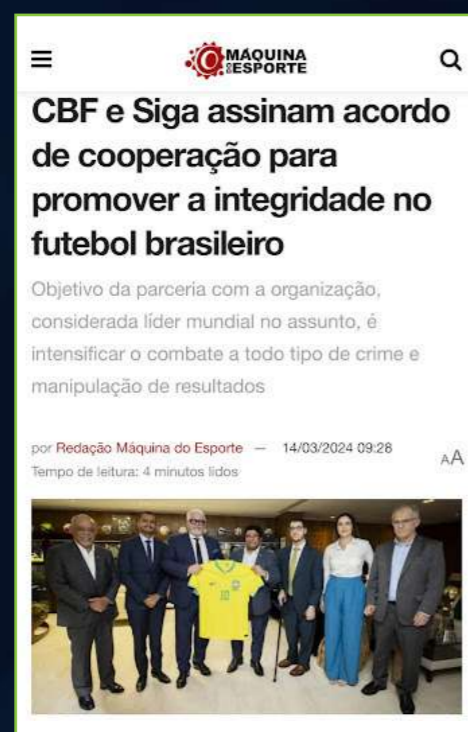 MÁQUINA
DO ESPORTE
CBF e Siga assinam acordo
de cooperação para
promover a integridade no
futebol brasileiro
Objetivo da parceria com a organização,
considerada líder mundial no assunto, é
intensificar o combate a todo tipo de crime e
manipulação de resultados
por Redação Máquina do Esporte — 14/03/2024 09:28
AA
Tempo de leitura: 4 minutos lidos
10